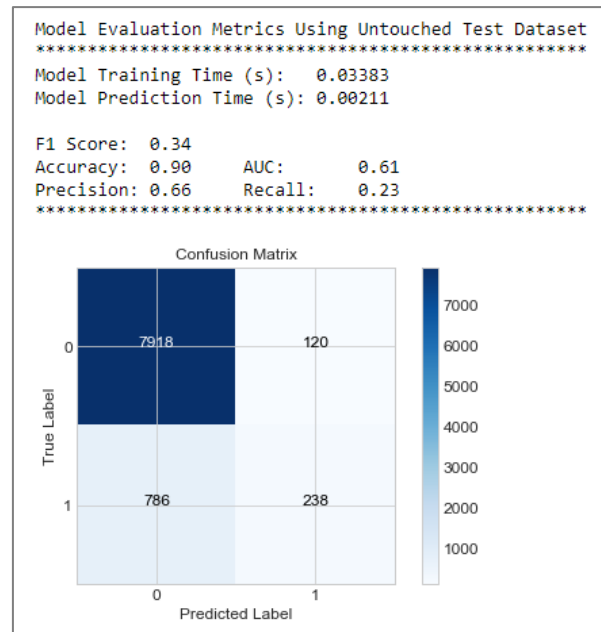 Model Evaluation Metrics Using Untouched Test Dataset
*****************************************************
Model Training Time (s):   0.03383
Model Prediction Time (s): 0.00211
F1 Score:  0.34
Accuracy:  0.90     AUC:       0.61
Precision: 0.66     Recall:    0.23
*****************************************************
Confusion Matrix
7000
6000
5000
4000
3000
2000
1000
True Label
0
7918
120
1
786
238
0
1
Predicted Label